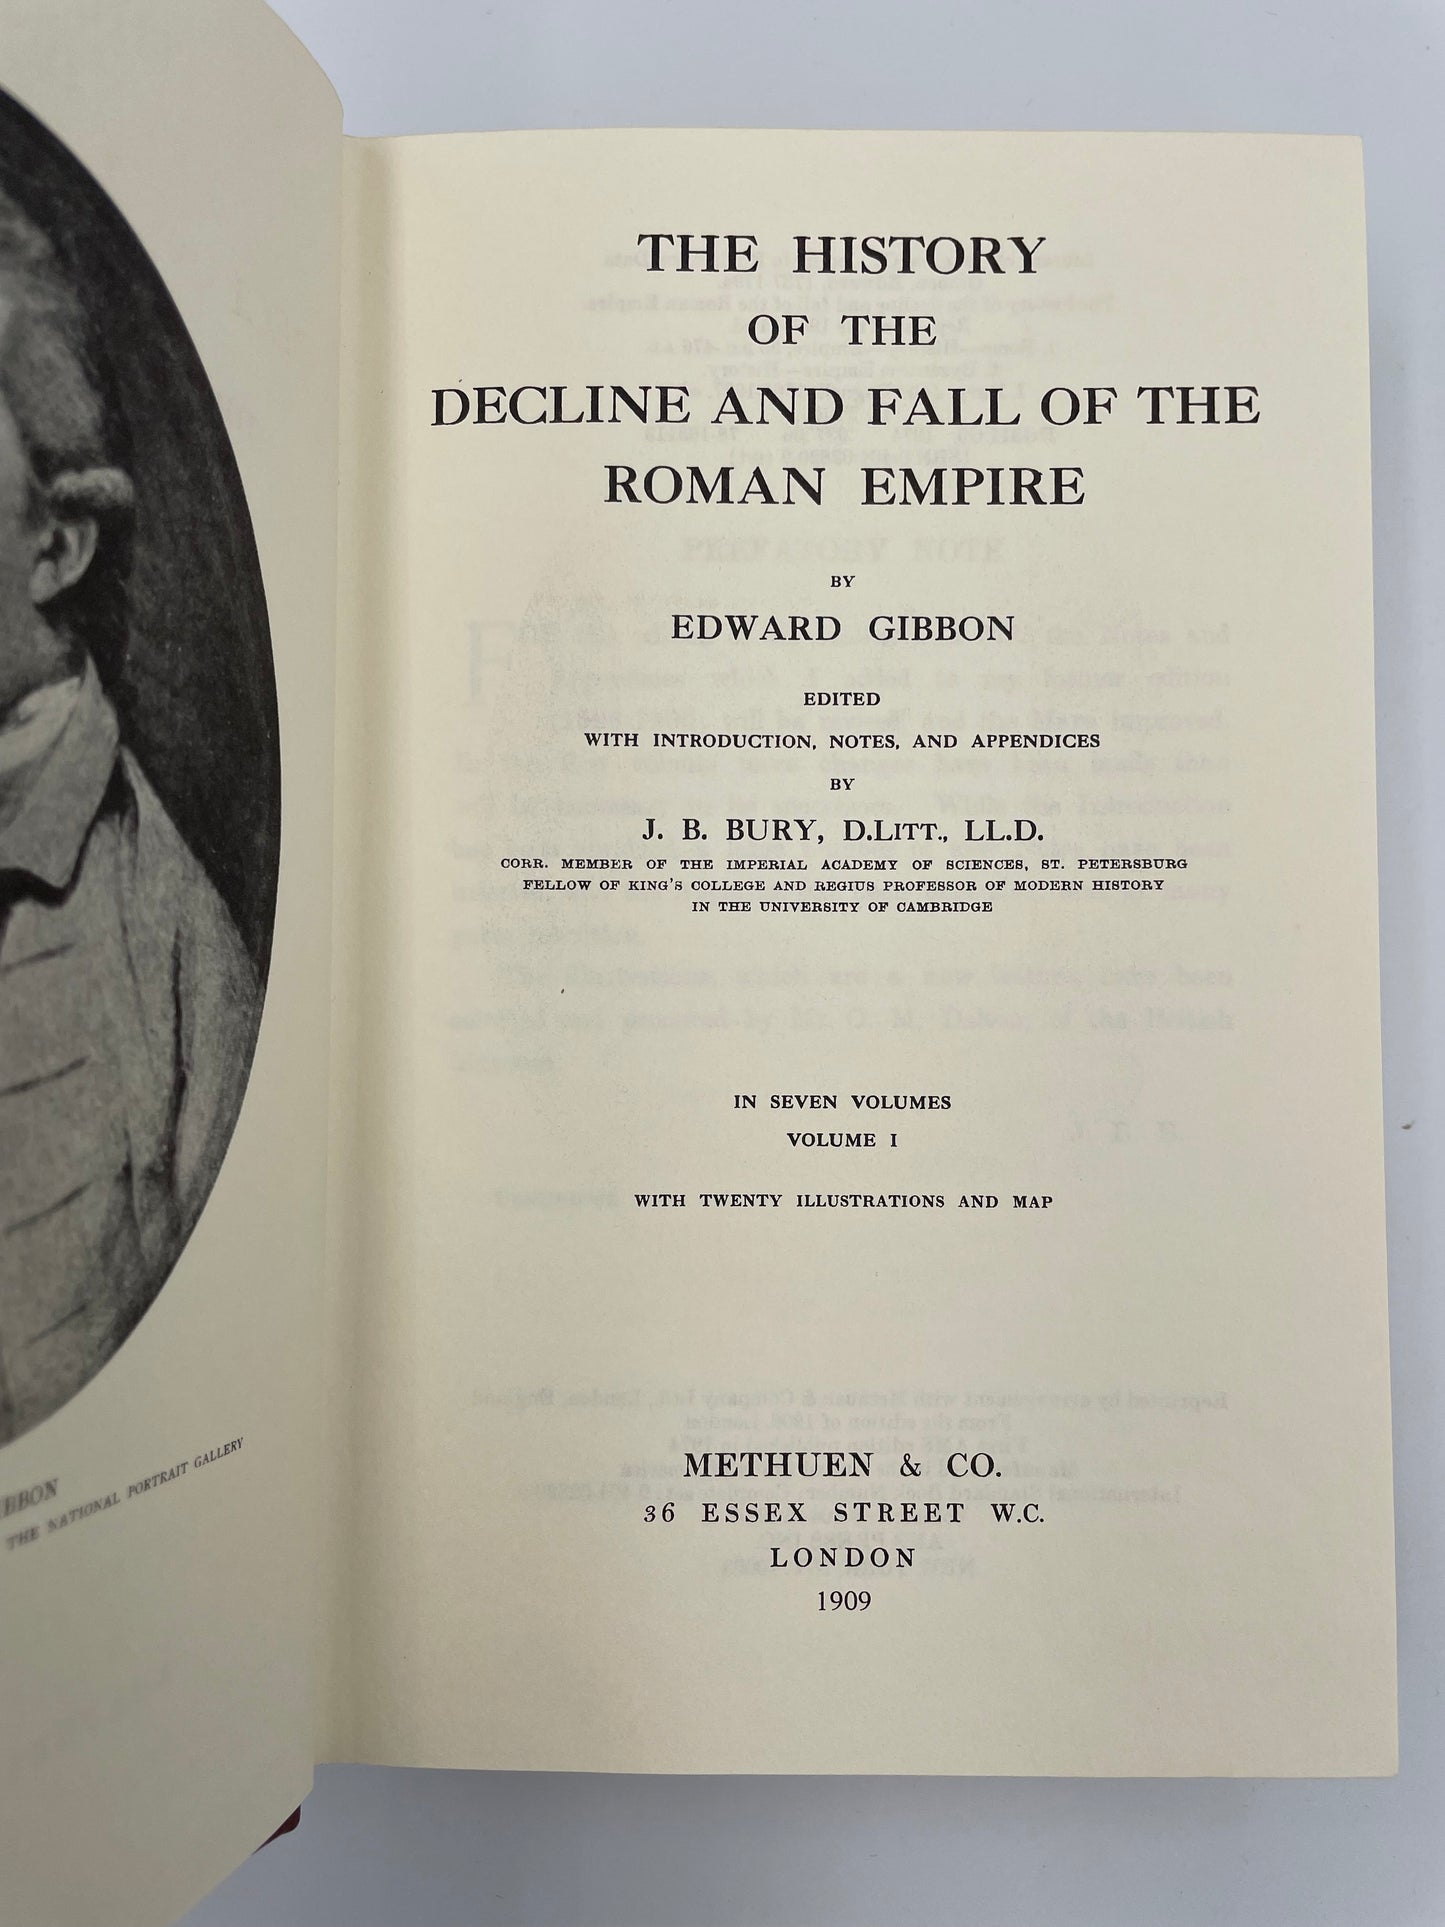 IBBON
THE NATIONAL PORTRAIT GALLERY
THE HISTORY
OF THE
DECLINE AND FALL OF THE
ROMAN EMPIRE
BY
EDWARD GIBBON
EDITED
WITH INTRODUCTION, NOTES, AND APPENDICES
BY
J. B. BURY, D.LITT., LL.D.
CORR. MEMBER OF THE IMPERIAL ACADEMY OF SCIENCES, ST. PETERSBURG
FELLOW OF KING'S COLLEGE AND REGIUS PROFESSOR OF MODERN HISTORY
IN THE UNIVERSITY OF CAMBRIDGE
IN SEVEN VOLUMES
VOLUME I
WITH TWENTY ILLUSTRATIONS AND MAP
METHUEN & CO.
36 ESSEX STREET W.C.
LONDON
1909